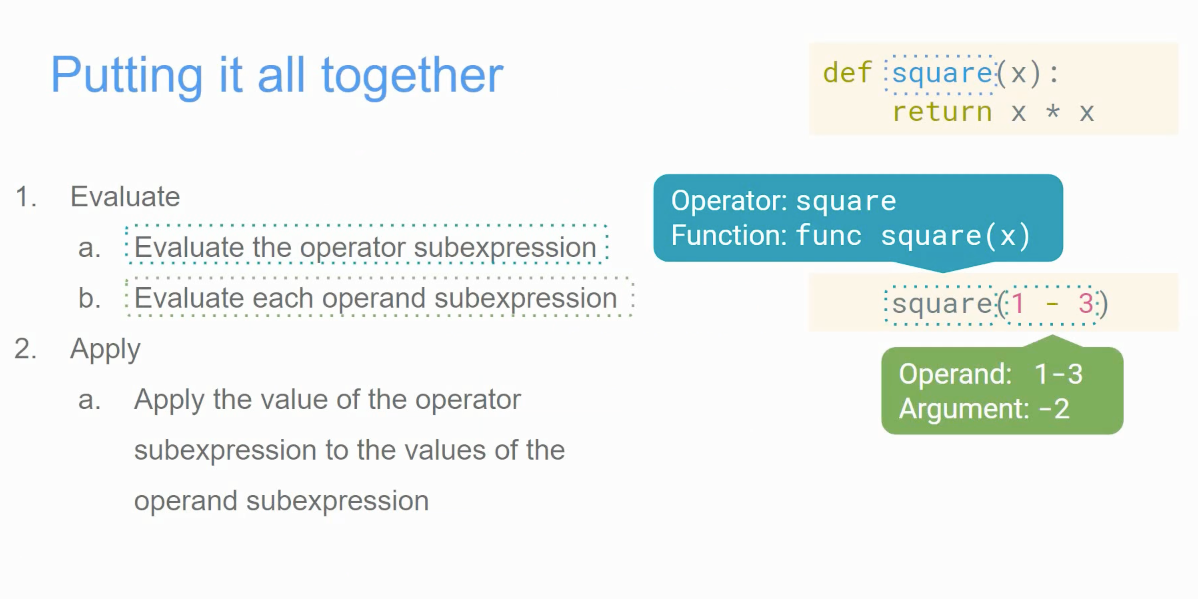 Putting it all together
def square(x):
return x * x
1. Evaluate
a. Evaluate the operator subexpression
b. Evaluate each operand subexpression
2. Apply
a. Apply the value of the operator
subexpression to the values of the
operand subexpression
Operator: square
Function: func square(x)
square(1 - 3)
Operand: 1-3
Argument: -2